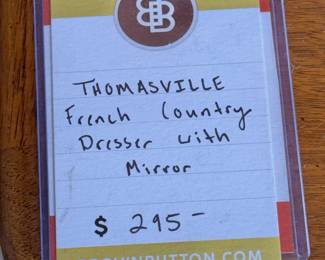 THOMASVILLE
French Country
Dresser with
Mirror
$ 295-